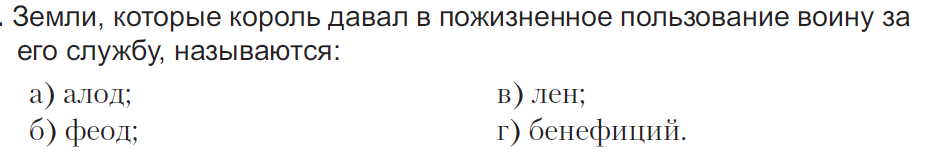 . Земли, которые король давал в пожизненное пользование воину за
его службу, называются:
а) алод; в) лен;
б) феод; г) бенефиций.